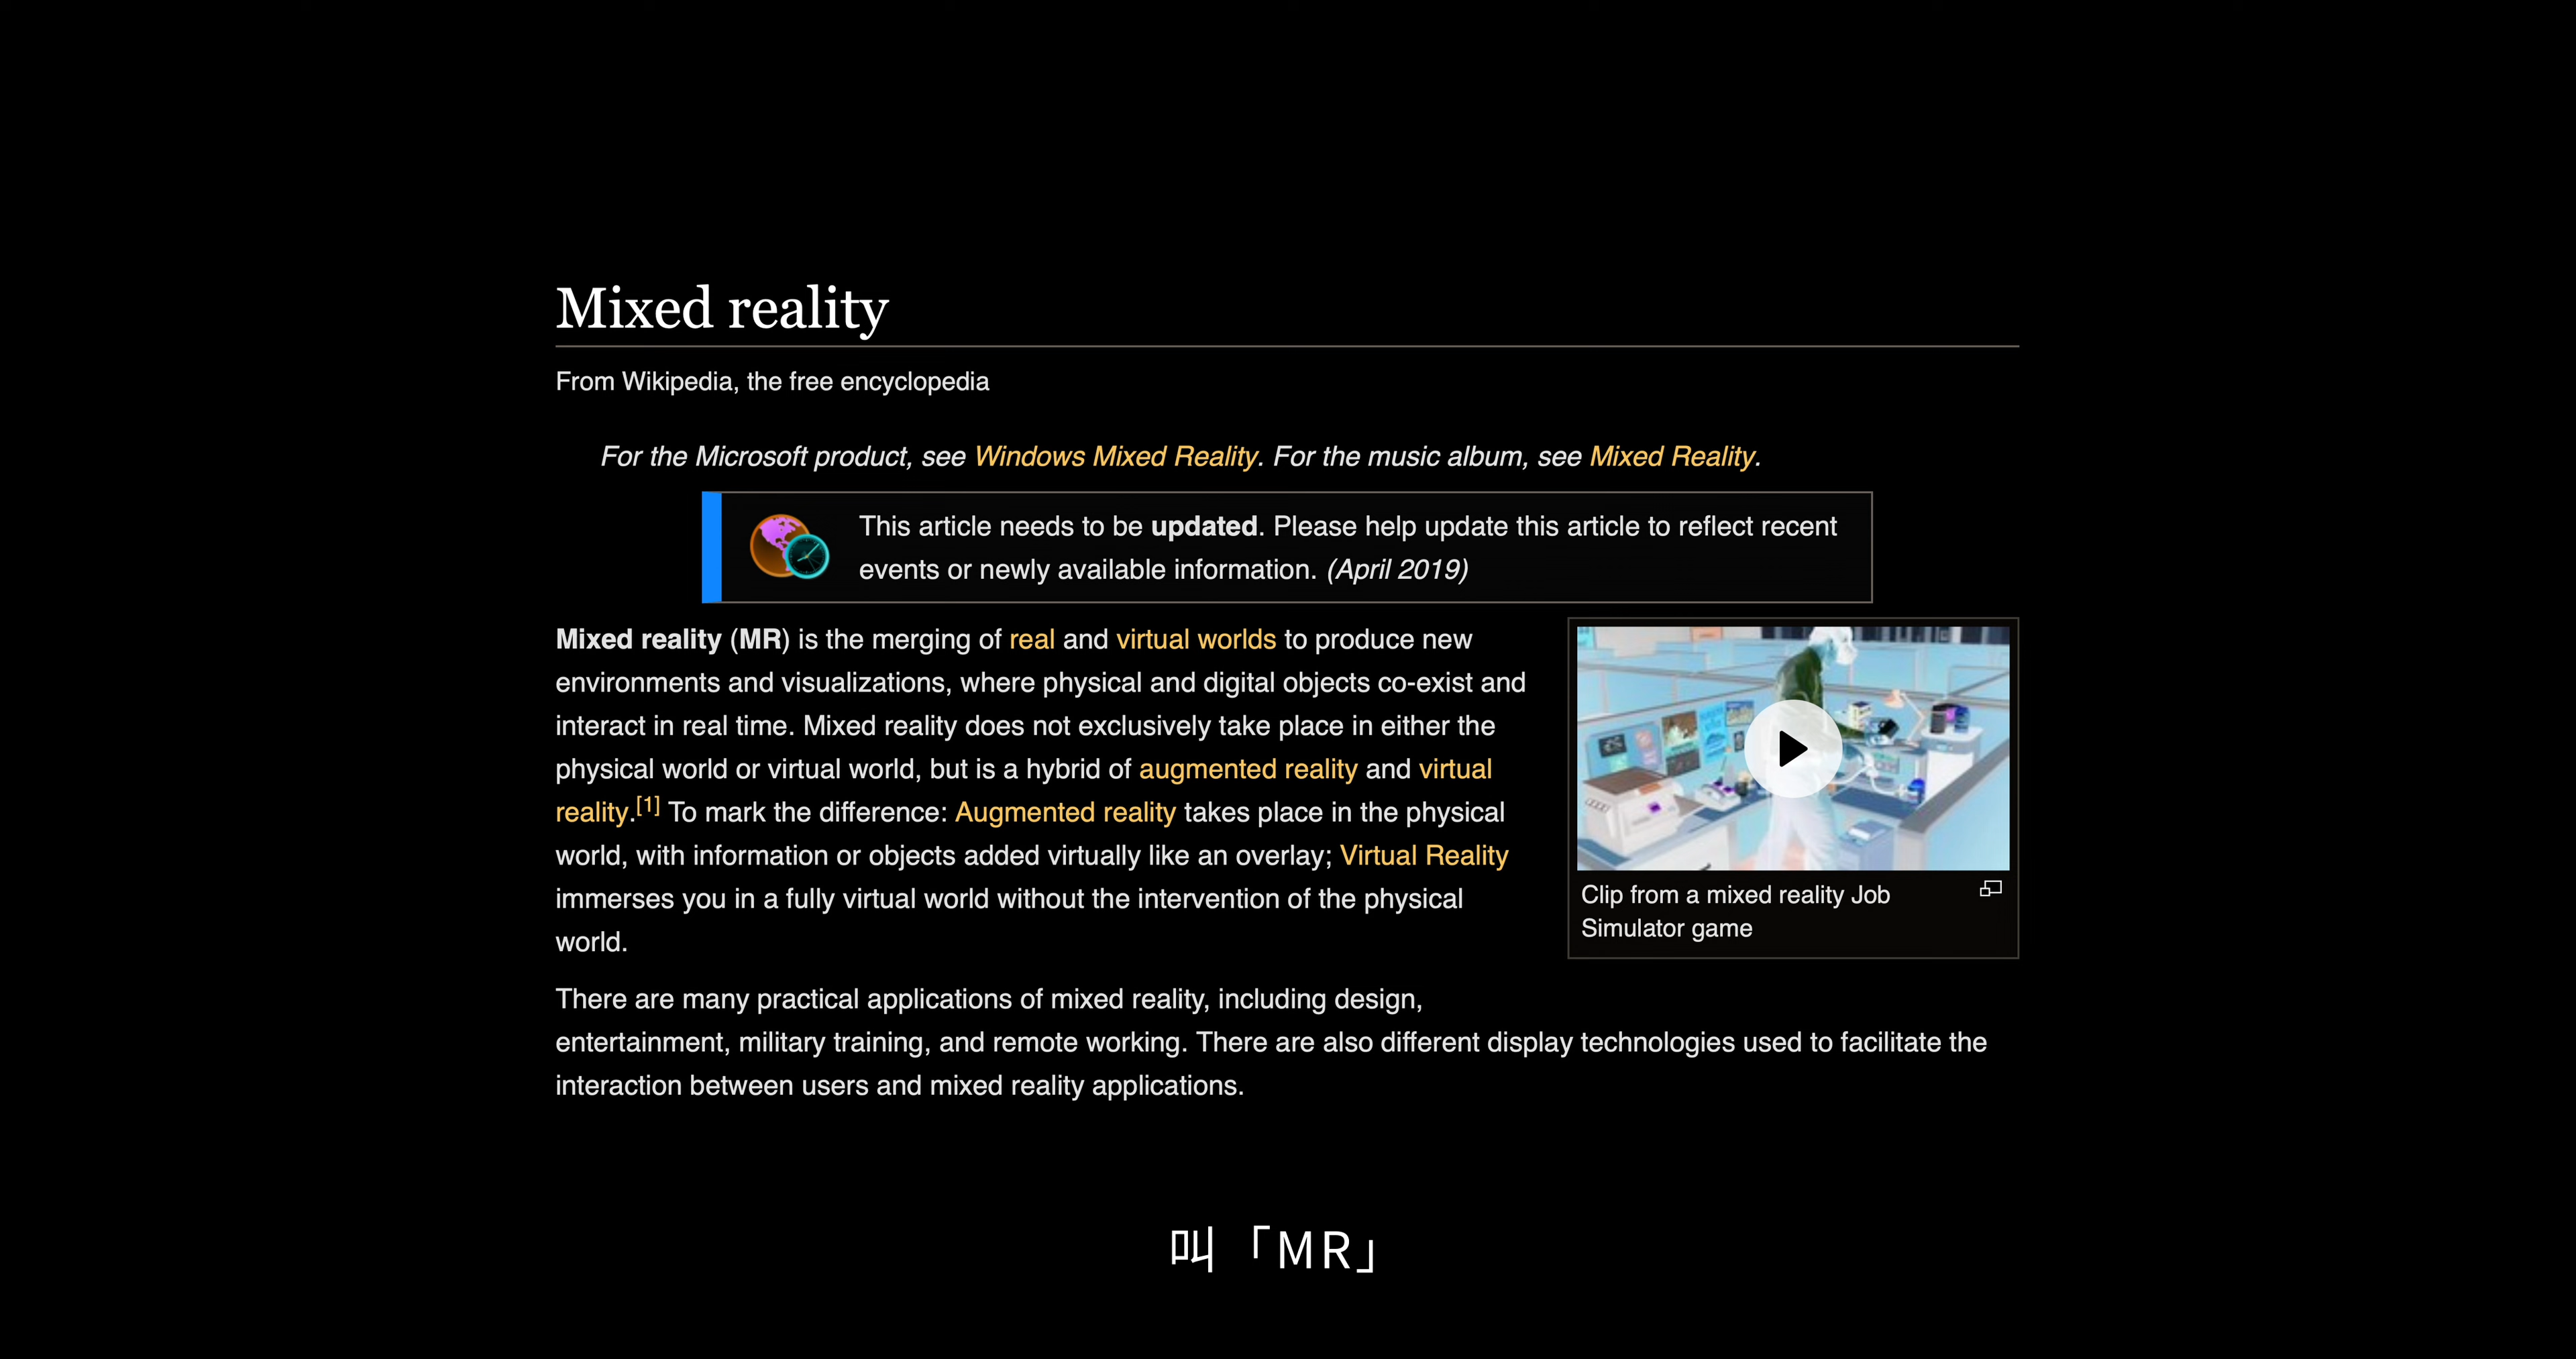 Mixed reality
From Wikipedia, the free encyclopedia
For the Microsoft product, see Windows Mixed Reality. For the music album, see Mixed Reality.
This article needs to be updated. Please help update this article to reflect recent
events or newly available information. (April 2019)
Mixed reality (MR) is the merging of real and virtual worlds to produce new
environments and visualizations, where physical and digital objects co-exist and
interact in real time. Mixed reality does not exclusively take place in either the
physical world or virtual world, but is a hybrid of augmented reality and virtual
reality.[1] To mark the difference: Augmented reality takes place in the physical
world, with information or objects added virtually like an overlay; Virtual Reality
immerses you in a fully virtual world without the intervention of the physical
world.
Clip from a mixed reality Job
Simulator game
There are many practical applications of mixed reality, including design,
entertainment, military training, and remote working. There are also different display technologies used to facilitate the
interaction between users and mixed reality applications.
叫「MR」